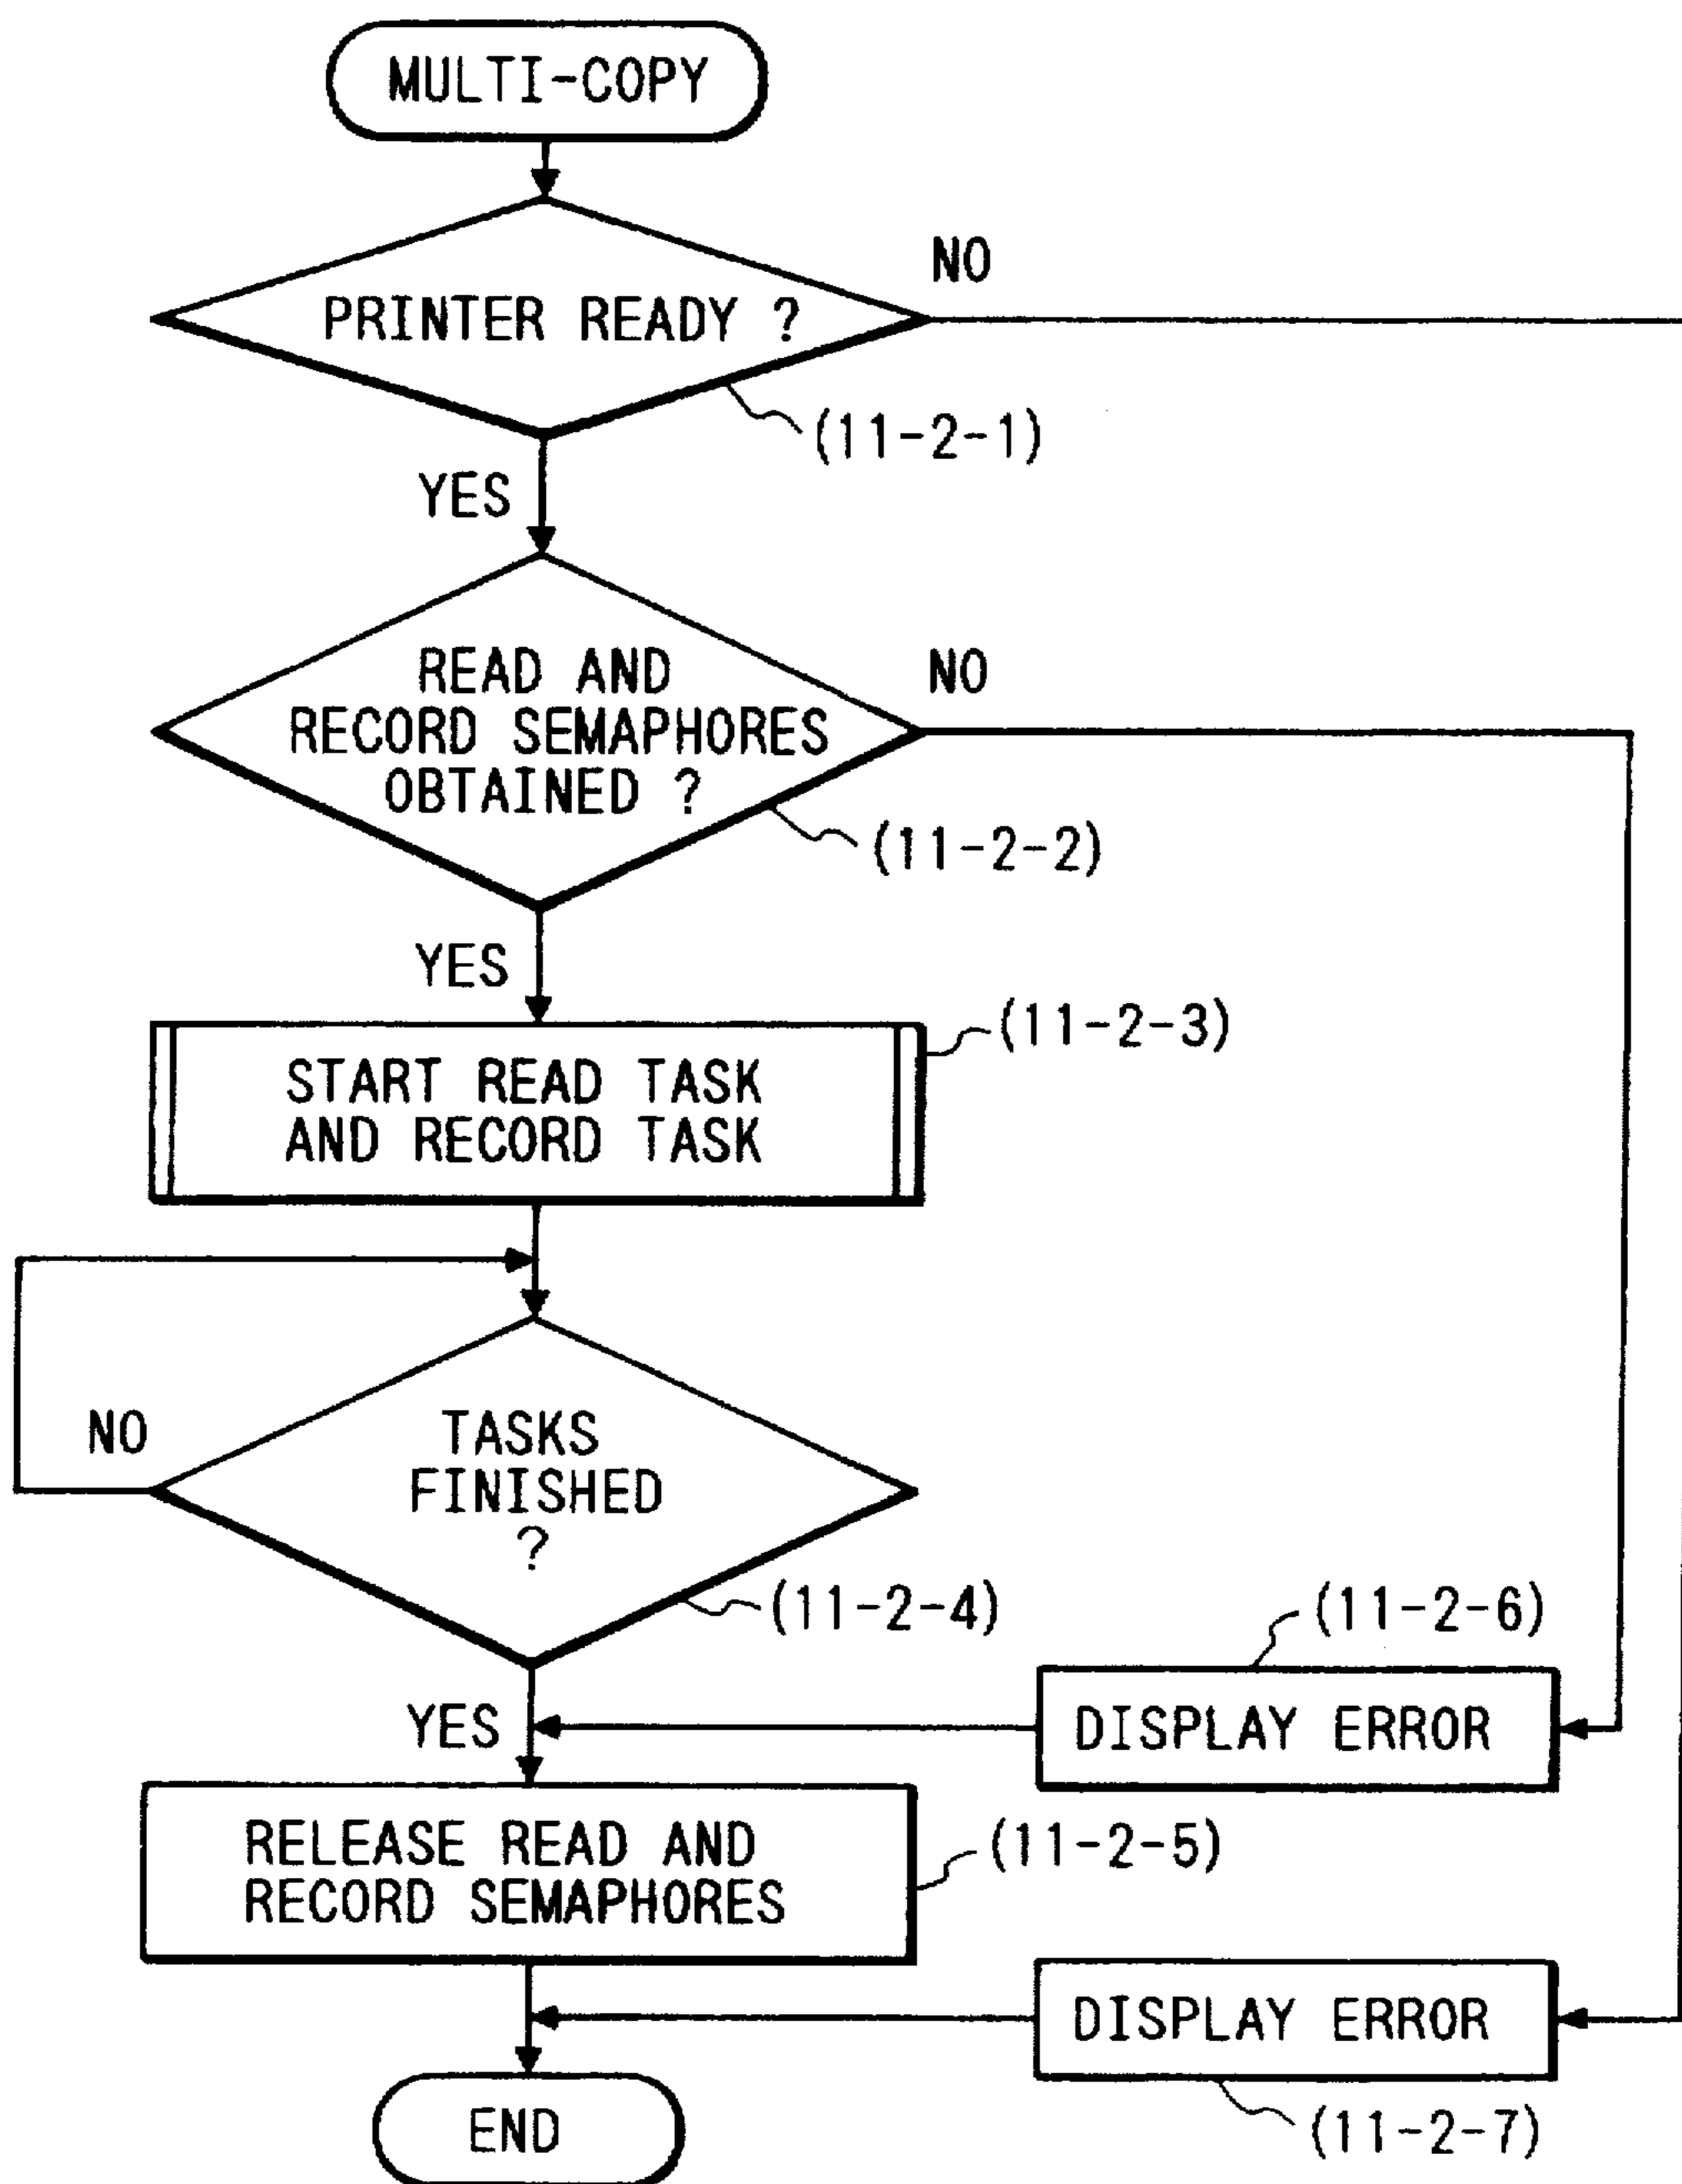 MULTI-COPY
NO
PRINTER READY ?
(11-2-1)
YES
READ AND
NO
RECORD SEMAPHORES
OBTAINED ?
(11-2-2)
YES
(11-2-3)
START READ TASK
AND RECORD TASK
NO
TASKS
FINISHED
?
(11-2-4)
(11-2-6)
YES
DISPLAY ERROR
RELEASE READ AND
RECORD SEMAPHORES
(11-2-5)
DISPLAY ERROR
END
(11-2-7)